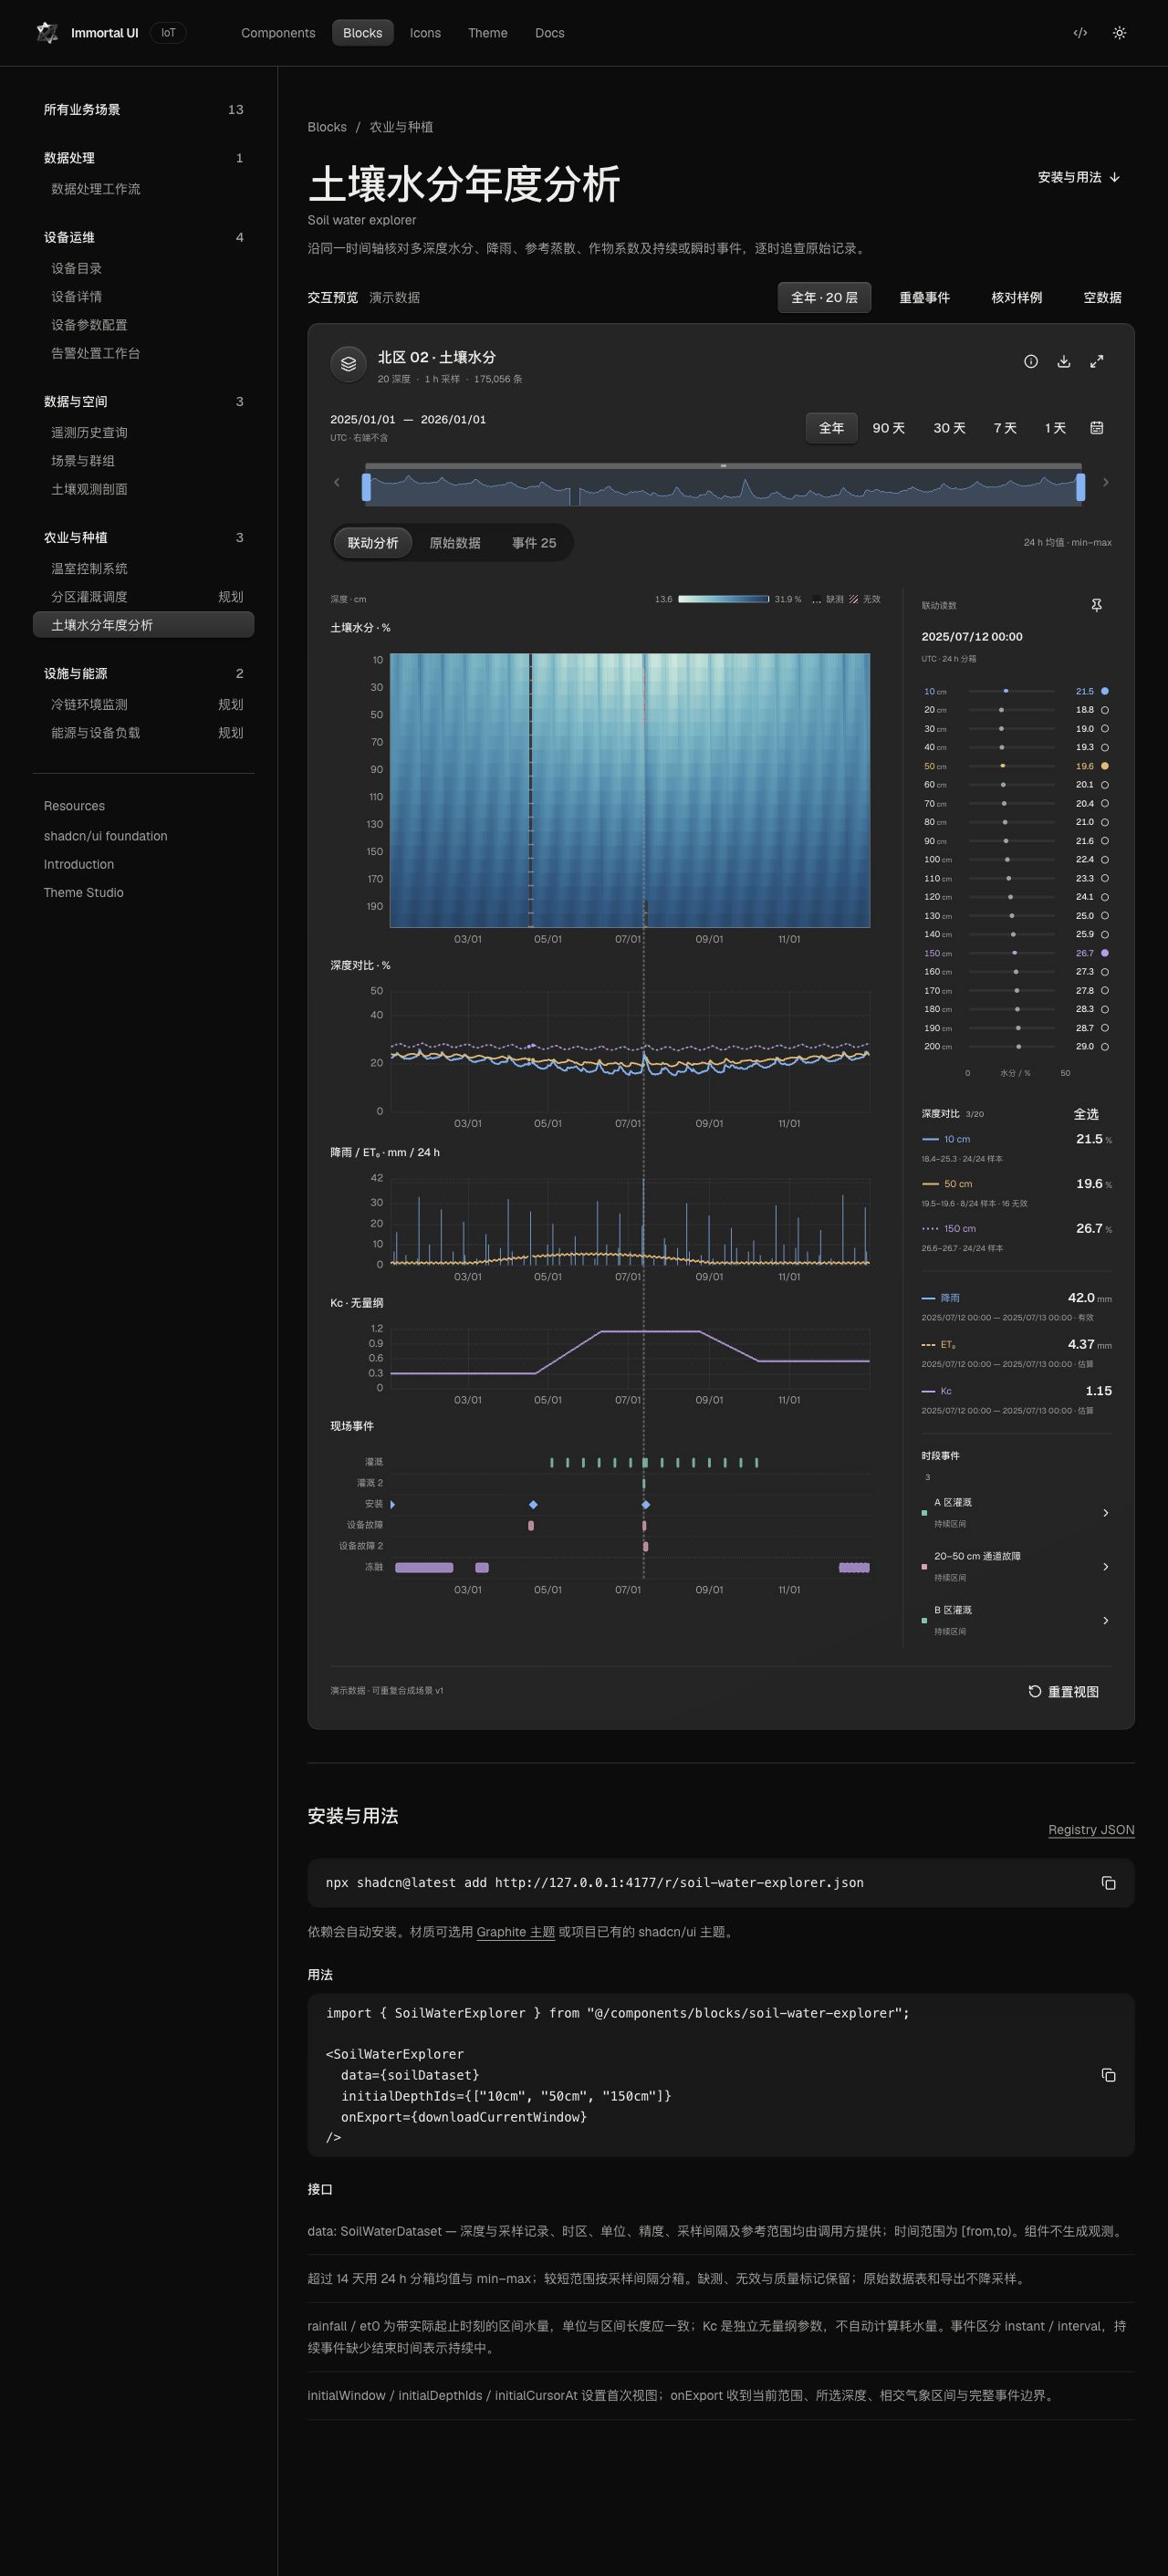 Immortal UI IoT Components Blocks Icons Theme Docs
所有业务场景 13
数据处理 1
数据处理工作流
设备运维 4
设备目录
设备详情
设备参数配置
告警处置工作台
数据与空间 3
遥测历史查询
场景与群组
土壤观测剖面
农业与种植 3
温室控制系统
分区灌溉调度 规划
土壤水分年度分析
设施与能源 2
冷链环境监测 规划
能源与设备负载 规划
Resources
shadcn/ui foundation
Introduction
Theme Studio
Blocks / 农业与种植
土壤水分年度分析
安装与用法 ↓
Soil water explorer
沿同一时间轴核对多深度水分、降雨、参考蒸散、作物系数及持续或瞬时事件，逐时追查原始记录。
交互预览 演示数据
全年 · 20 层 重叠事件 核对样例 空数据
北区 02 · 土壤水分
20 深度 · 1 h 采样 · 175,056 条
2025/01/01 — 2026/01/01
UTC · 右端不含
全年 90 天 30 天 7 天 1 天
联动分析 原始数据 事件 25
24 h 均值 · min–max
深度 · cm
13.6 31.9 % 缺测 无效
土壤水分 · %
10
30
50
70
90
110
130
150
170
190
03/01 05/01 07/01 09/01 11/01
深度对比 · %
50
40
20
0
03/01 05/01 07/01 09/01 11/01
降雨 / ET₀ · mm / 24 h
42
30
20
10
0
03/01 05/01 07/01 09/01 11/01
Kc · 无量纲
1.2
0.9
0.6
0.3
0
03/01 05/01 07/01 09/01 11/01
现场事件
灌溉
灌溉 2
安装
设备故障
设备故障 2
冻融
03/01 05/01 07/01 09/01 11/01
联动读数
2025/07/12 00:00
UTC · 24 h 分箱
10 cm 21.5
20 cm 18.8
30 cm 19.0
40 cm 19.3
50 cm 19.6
60 cm 20.1
70 cm 20.4
80 cm 21.0
90 cm 21.6
100 cm 22.4
110 cm 23.3
120 cm 24.1
130 cm 25.0
140 cm 25.9
150 cm 26.7
160 cm 27.3
170 cm 27.8
180 cm 28.3
190 cm 28.7
200 cm 29.0
0 水分 / % 50
深度对比 3/20 全选
10 cm 21.5 %
18.4–25.3 · 24/24 样本
50 cm 19.6 %
19.5–19.6 · 8/24 样本 · 16 无效
150 cm 26.7 %
26.6–26.7 · 24/24 样本
降雨 42.0 mm
2025/07/12 00:00 — 2025/07/13 00:00 · 有效
ET₀ 4.37 mm
2025/07/12 00:00 — 2025/07/13 00:00 · 估算
Kc 1.15
2025/07/12 00:00 — 2025/07/13 00:00 · 估算
时段事件
3
A 区灌溉
持续区间
20–50 cm 通道故障
持续区间
B 区灌溉
持续区间
演示数据 · 可重复合成场景 v1
重置视图
安装与用法
Registry JSON
npx shadcn@latest add http://127.0.0.1:4177/r/soil-water-explorer.json
依赖会自动安装。材质可选用 Graphite 主题 或项目已有的 shadcn/ui 主题。
用法
import { SoilWaterExplorer } from "@/components/blocks/soil-water-explorer";
<SoilWaterExplorer
data={soilDataset}
initialDepthIds={["10cm", "50cm", "150cm"]}
onExport={downloadCurrentWindow}
/>
接口
data: SoilWaterDataset — 深度与采样记录、时区、单位、精度、采样间隔及参考范围均由调用方提供；时间范围为 [from,to)。组件不生成观测。
超过 14 天用 24 h 分箱均值与 min–max；较短范围按采样间隔分箱。缺测、无效与质量标记保留；原始数据表和导出不降采样。
rainfall / et0 为带实际起止时刻的区间水量，单位与区间长度应一致；Kc 是独立无量纲参数，不自动计算耗水量。事件区分 instant / interval，持
续事件缺少结束时间表示持续中。
initialWindow / initialDepthIds / initialCursorAt 设置首次视图；onExport 收到当前范围、所选深度、相交气象区间与完整事件边界。